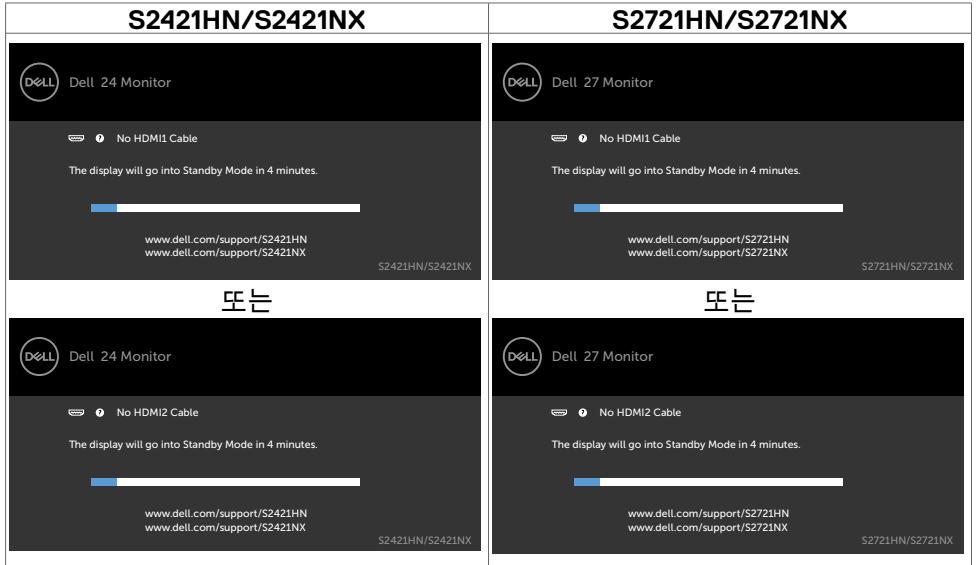 S2421HN/S2421NX
S2721HN/S2721NX
DELL
Dell 24 Monitor
No HDMI1 Cable
The display will go into Standby Mode in 4 minutes.
www.dell.com/support/S2421HN
www.dell.com/support/S2421NX
S2421HN/S2421NX
DELL
Dell 27 Monitor
No HDMI1 Cable
The display will go into Standby Mode in 4 minutes.
www.dell.com/support/S2721HN
www.dell.com/support/S2721NX
S2721HN/S2721NX
또는
또는
DELL
Dell 24 Monitor
No HDMI2 Cable
The display will go into Standby Mode in 4 minutes.
www.dell.com/support/S2421HN
www.dell.com/support/S2421NX
S2421HN/S2421NX
DELL
Dell 27 Monitor
No HDMI2 Cable
The display will go into Standby Mode in 4 minutes.
www.dell.com/support/S2721HN
www.dell.com/support/S2721NX
S2721HN/S2721NX